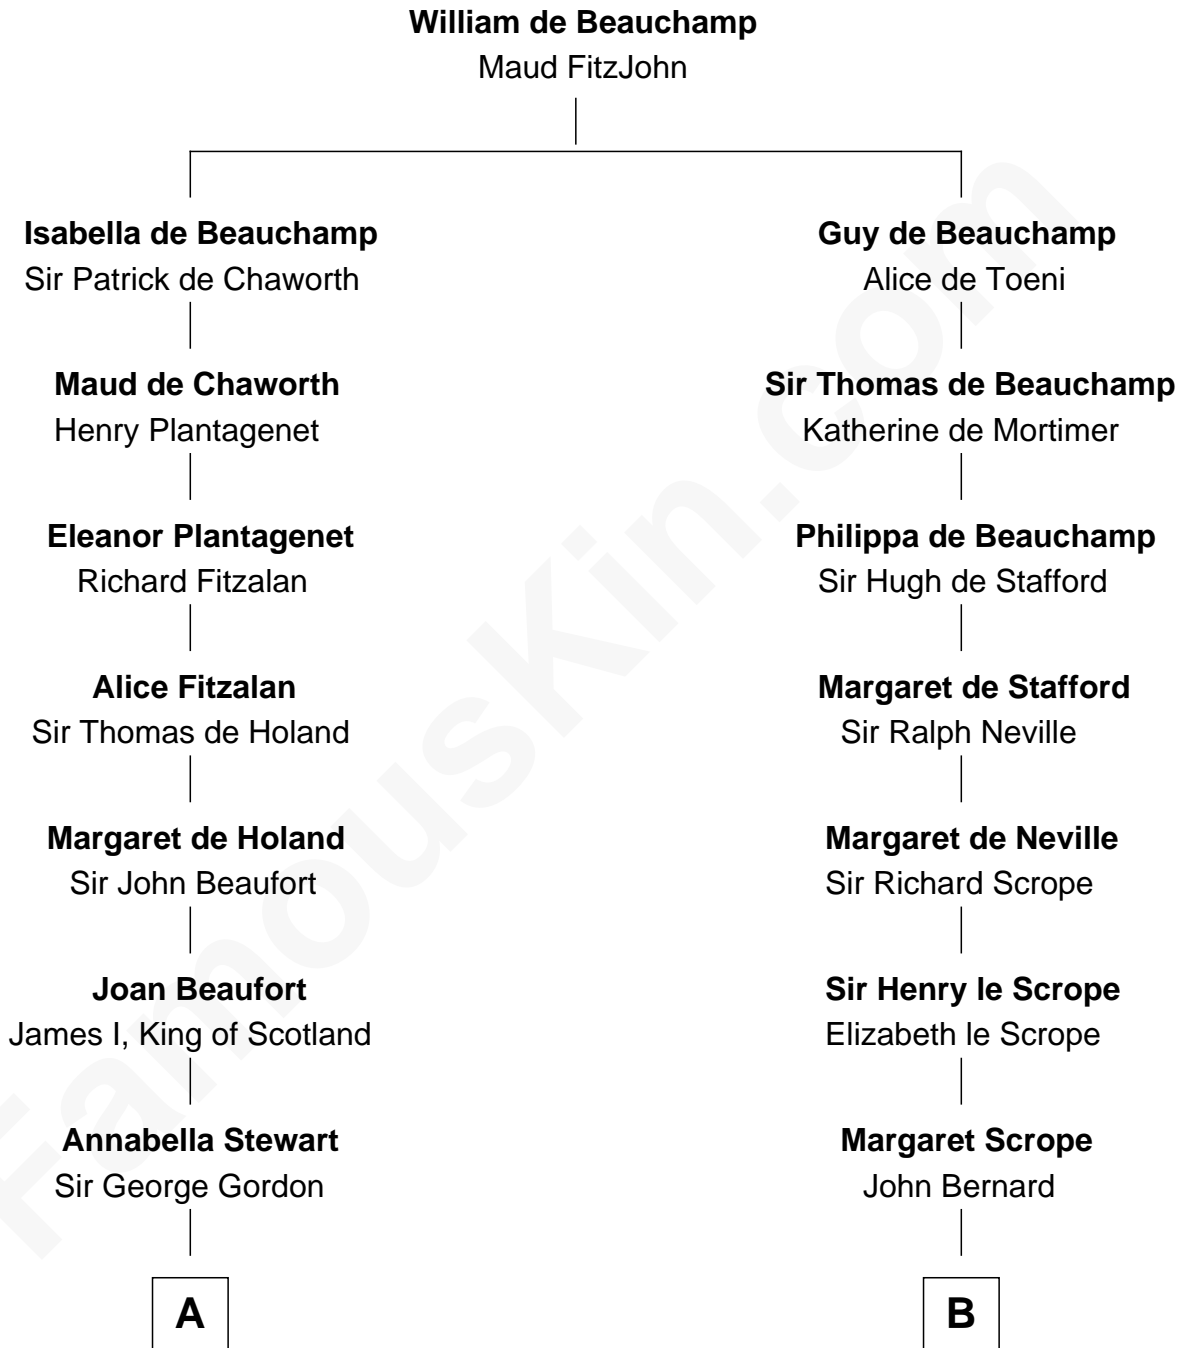 William de Beauchamp
Maud FitzJohn
Isabella de Beauchamp
Sir Patrick de Chaworth
Guy de Beauchamp
Alice de Toeni
Maud de Chaworth
Henry Plantagenet
Sir Thomas de Beauchamp
Katherine de Mortimer
Eleanor Plantagenet
Richard Fitzalan
Philippa de Beauchamp
Sir Hugh de Stafford
Alice Fitzalan
Sir Thomas de Holand
Margaret de Stafford
Sir Ralph Neville
Margaret de Holand
Sir John Beaufort
Margaret de Neville
Sir Richard Scrope
Joan Beaufort
James I, King of Scotland
Sir Henry le Scrope
Elizabeth le Scrope
Annabella Stewart
Sir George Gordon
Margaret Scrope
John Bernard
A
B
FamousKin.com